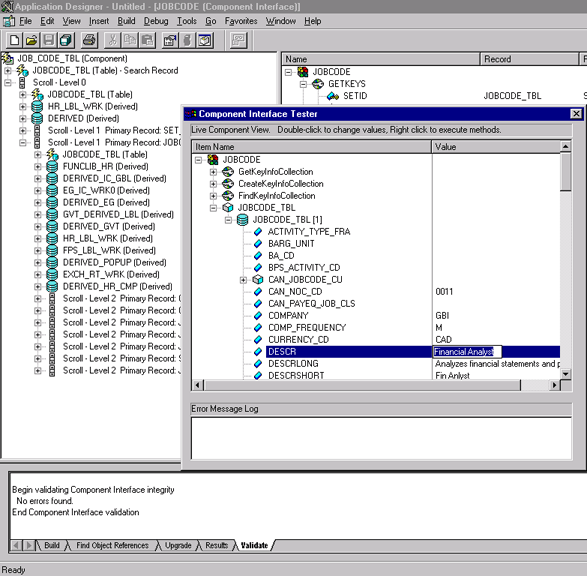 Application Designer - Untitled - [JOBCODE (Component Interface)]
File Edit View Insert Build Debug Tools Go Favorites Window Help
JOB_CODE_TBL (Component)
JOBCODE_TBL (Table) - Search Record
Scroll - Level 0
JOBCODE_TBL (Table)
HR_LBL_WRK (Derived)
DERIVED (Derived)
Scroll - Level 1 Primary Record: SET_
Scroll - Level 1 Primary Record: JOBC
JOBCODE_TBL (Table)
FUNCLIB_HR (Derived)
DERIVED_IC_GBL (Derived)
EG_IC_WRK0 (Derived)
DERIVED_EG (Derived)
GVT_DERIVED_LBL (Derived)
DERIVED_GVT (Derived)
HR_LBL_WRK (Derived)
FPS_LBL_WRK (Derived)
DERIVED_POPUP (Derived)
EXCH_RT_WRK (Derived)
DERIVED_HR_CMP (Derived)
Scroll - Level 2 Primary Record:
Scroll - Level 2 Primary Record: J
Scroll - Level 2 Primary Record: J
Scroll - Level 2 Primary Record:
Scroll - Level 2 Primary Record: J
Scroll - Level 2 Primary Record: S
Scroll - Level 2 Primary Record: J
Name Record
JOBCODE
GETKEYS
SETID JOBCODE_TBL S
Component Interface Tester
Live Component View. Double-click to change values, Right click to execute methods.
Item Name Value
JOBCODE
GetKeyInfoCollection
CreateKeyInfoCollection
FindKeyInfoCollection
JOBCODE_TBL
JOBCODE_TBL [1]
ACTIVITY_TYPE_FRA
BARG_UNIT
BA_CD
BPS_ACTIVITY_CD
CAN_JOBCODE_CU
CAN_NOC_CD 0011
CAN_PAYEQ_JOB_CLS
COMPANY GBI
COMP_FREQUENCY M
CURRENCY_CD CAD
DESCR Financial Analyst
DESCRLONG Analyzes financial statements and p
DESCRSHORT Fin Anlyst
Error Message Log
Begin validating Component Interface integrity
No errors found.
End Component Interface validation
Build Find Object References Upgrade Results Validate
Ready